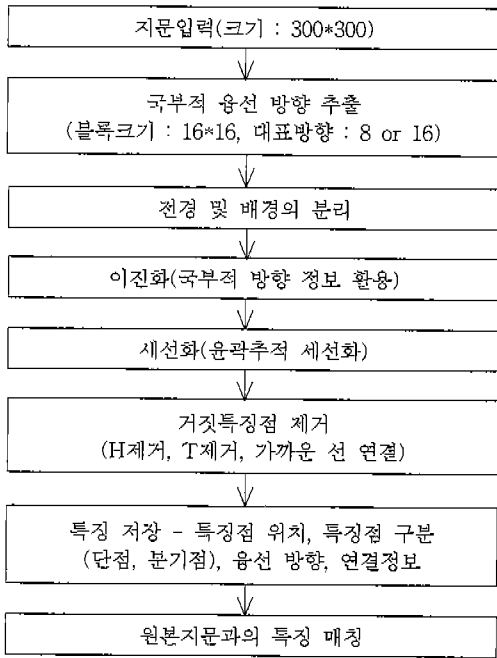 지문입력(크기 : 300*300)
국부적 융선 방향 추출
(블록크기 : 16*16, 대표방향 : 8 or 16)
전경 및 배경의 분리
이진화(국부적 방향 정보 활용)
세선화(윤곽추적 세선화)
거짓특징점 제거
(H제거, T제거, 가까운 선 연결)
특징 저장 - 특징점 위치, 특징점 구분
(단점, 분기점), 융선 방향, 연결정보
원본지문과의 특징 매칭